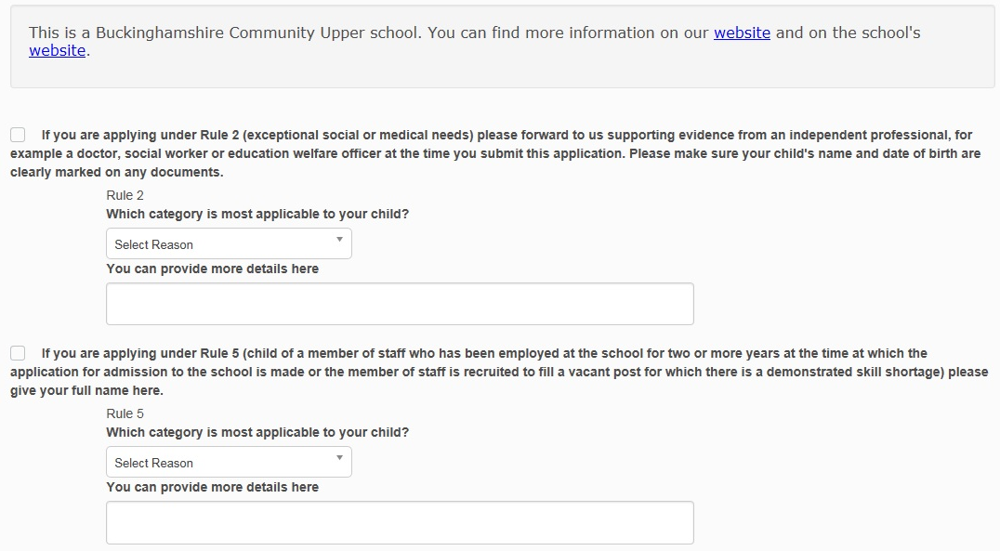 This is a Buckinghamshire Community Upper school. You can find more information on our website and on the school's
website.
If you are applying under Rule 2 (exceptional social or medical needs) please forward to us supporting evidence from an independent professional, for
example a doctor, social worker or education welfare officer at the time you submit this application. Please make sure your child's name and date of birth are
clearly marked on any documents.
Rule 2
Which category is most applicable to your child?
Select Reason
You can provide more details here
If you are applying under Rule 5 (child of a member of staff who has been employed at the school for two or more years at the time at which the
application for admission to the school is made or the member of staff is recruited to fill a vacant post for which there is a demonstrated skill shortage) please
give your full name here.
Rule 5
Which category is most applicable to your child?
Select Reason
You can provide more details here